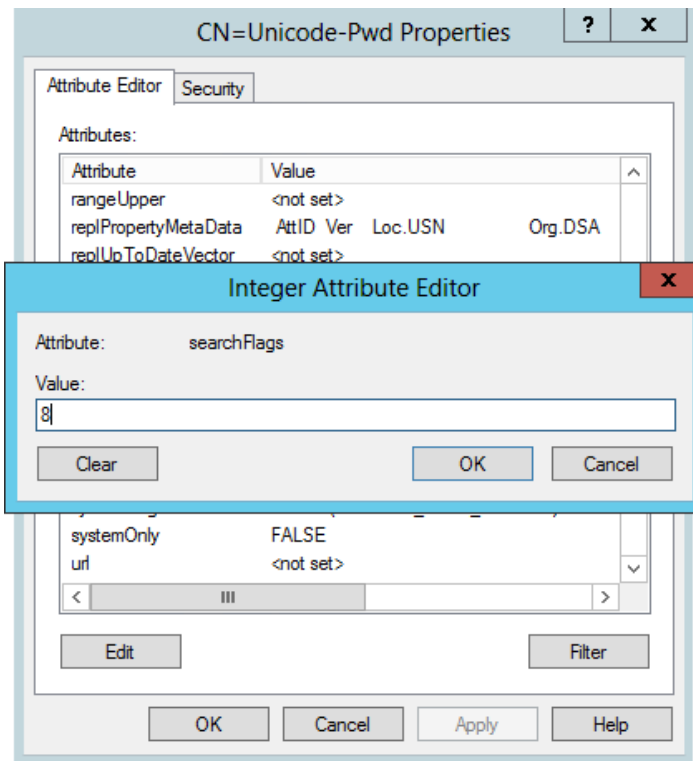 CN=Unicode-Pwd Properties ? x
Attribute Editor Security
Attributes:
Attribute Value
rangeUpper <not set>
replPropertyMetaData AttID Ver Loc.USN Org.DSA
replUpToDateVector <not set>
Integer Attribute Editor x
Attribute: searchFlags
Value:
8
Clear OK Cancel
systemOnly FALSE
url <not set>
Edit Filter
OK Cancel Apply Help